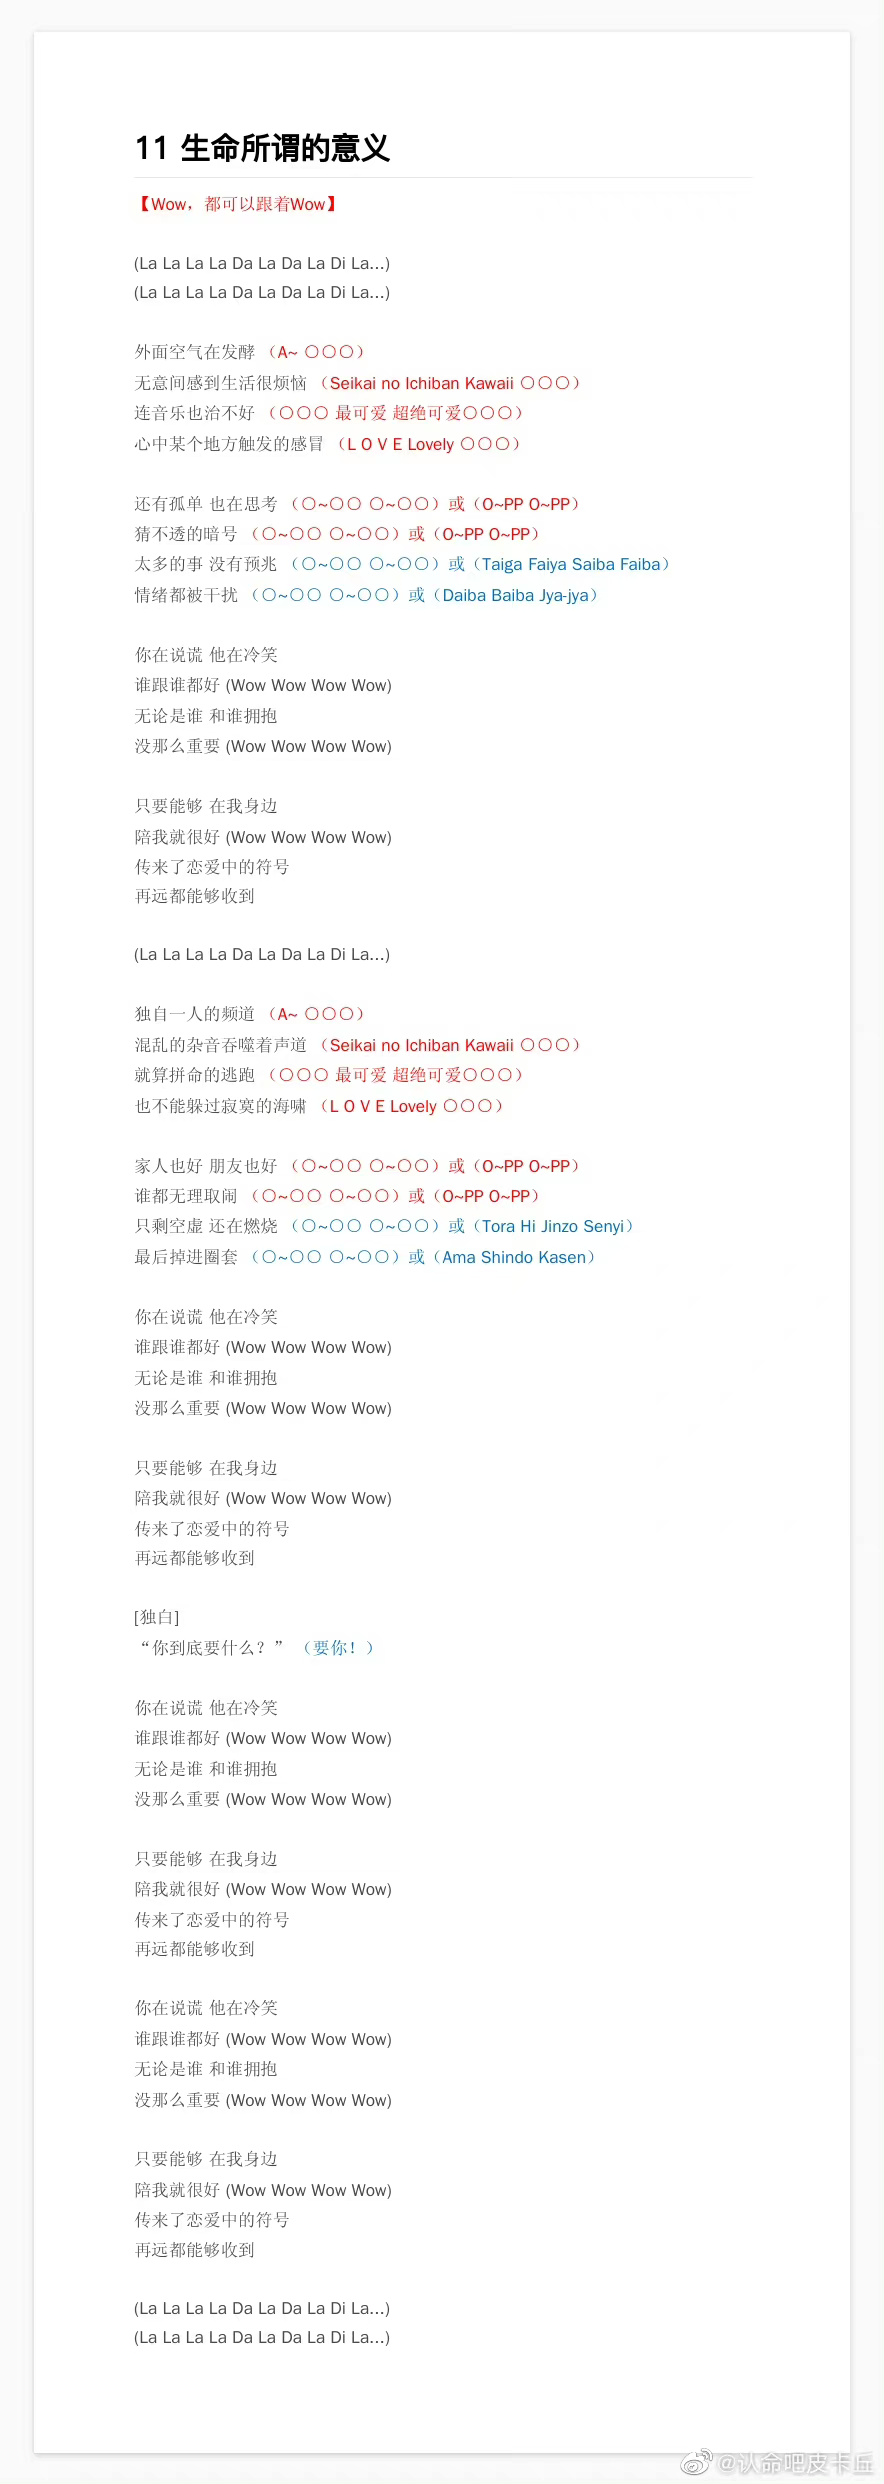 11 生命所谓的意义
【Wow，都可以跟着Wow】
(La La La La Da La Da La Di La...)
(La La La La Da La Da La Di La...)
外面空气在发酵 （A~ 〇〇〇）
无意间感到生活很烦恼 （Seikai no Ichiban Kawaii 〇〇〇）
连音乐也治不好 （〇〇〇 最可爱 超绝可爱〇〇〇）
心中某个地方触发的感冒 （L O V E Lovely 〇〇〇）
还有孤单 也在思考 （〇~〇〇 〇~〇〇）或（O~PP O~PP）
猜不透的暗号 （〇~〇〇 〇~〇〇）或（O~PP O~PP）
太多的事 没有预兆 （〇~〇〇 〇~〇〇）或（Taiga Faiya Saiba Faiba）
情绪都被干扰 （〇~〇〇 〇~〇〇）或（Daiba Baiba Jya-jya）
你在说谎 他在冷笑
谁跟谁都好 (Wow Wow Wow Wow)
无论是谁 和谁拥抱
没那么重要 (Wow Wow Wow Wow)
只要能够 在我身边
陪我就很好 (Wow Wow Wow Wow)
传来了恋爱中的符号
再远都能够收到
(La La La La Da La Da La Di La...)
独自一人的频道 （A~ 〇〇〇）
混乱的杂音吞噬着声道 （Seikai no Ichiban Kawaii 〇〇〇）
就算拼命的逃跑 （〇〇〇 最可爱 超绝可爱〇〇〇）
也不能躲过寂寞的海啸 （L O V E Lovely 〇〇〇）
家人也好 朋友也好 （〇~〇〇 〇~〇〇）或（O~PP O~PP）
谁都无理取闹 （〇~〇〇 〇~〇〇）或（O~PP O~PP）
只剩空虚 还在燃烧 （〇~〇〇 〇~〇〇）或（Tora Hi Jinzo Senyi）
最后掉进圈套 （〇~〇〇 〇~〇〇）或（Ama Shindo Kasen）
你在说谎 他在冷笑
谁跟谁都好 (Wow Wow Wow Wow)
无论是谁 和谁拥抱
没那么重要 (Wow Wow Wow Wow)
只要能够 在我身边
陪我就很好 (Wow Wow Wow Wow)
传来了恋爱中的符号
再远都能够收到
[独白]
“你到底要什么？” （要你！）
你在说谎 他在冷笑
谁跟谁都好 (Wow Wow Wow Wow)
无论是谁 和谁拥抱
没那么重要 (Wow Wow Wow Wow)
只要能够 在我身边
陪我就很好 (Wow Wow Wow Wow)
传来了恋爱中的符号
再远都能够收到
你在说谎 他在冷笑
谁跟谁都好 (Wow Wow Wow Wow)
无论是谁 和谁拥抱
没那么重要 (Wow Wow Wow Wow)
只要能够 在我身边
陪我就很好 (Wow Wow Wow Wow)
传来了恋爱中的符号
再远都能够收到
(La La La La Da La Da La Di La...)
(La La La La Da La Da La Di La...)
@认命吧皮卡丘